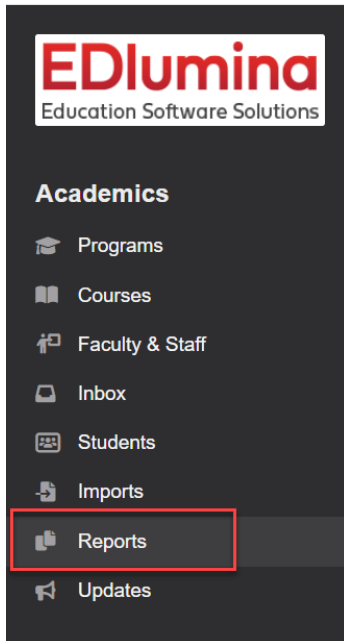 EDlumina
Education Software Solutions
Academics
Programs
Courses
Faculty & Staff
Inbox
Students
Imports
Reports
Updates